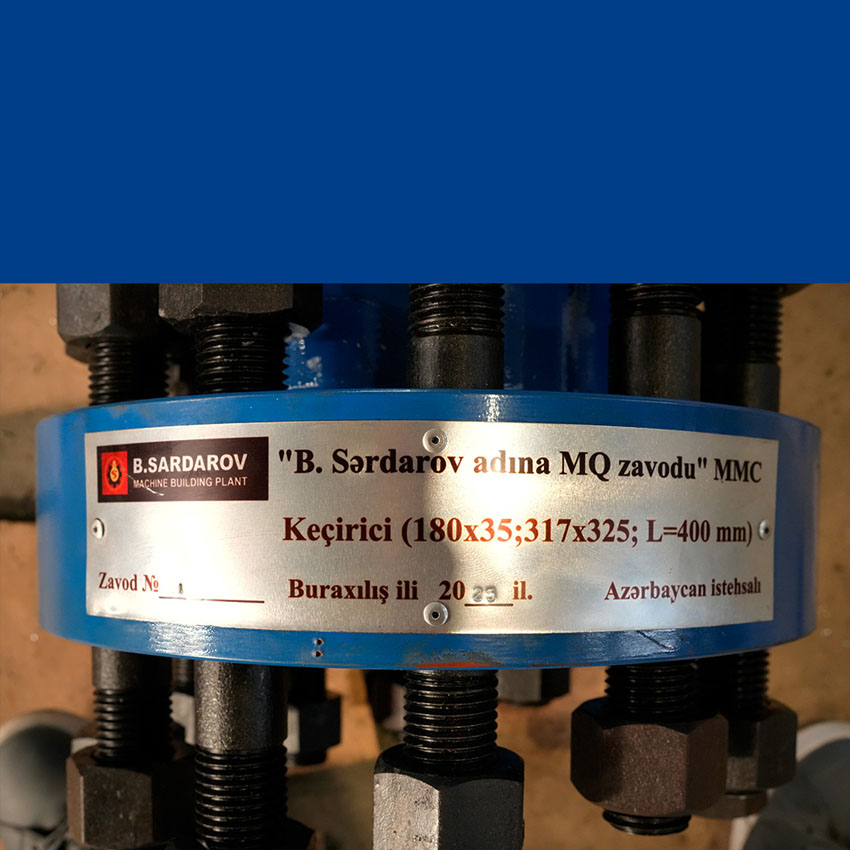 B.SARDAROV
MACHINE BUILDING PLANT
"B. Sərdarov adına MQ zavodu" MMC
Keçirici (180x35;317x325; L=400 mm)
Zavod №
Buraxılış ili 20 il.
Azərbaycan istehsalı